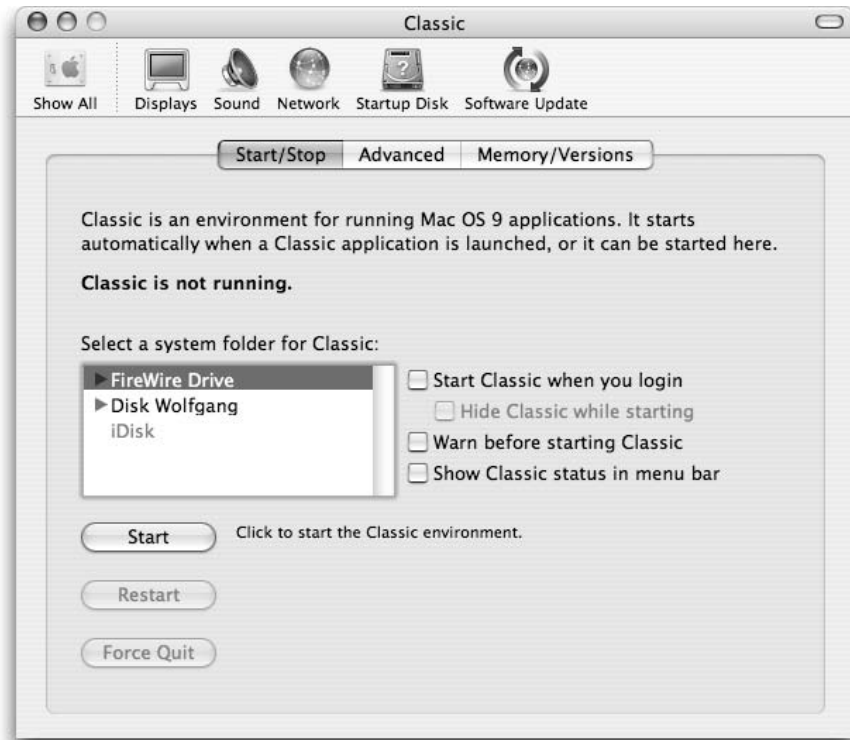 Classic
Show All Displays Sound Network Startup Disk Software Update
Start/Stop Advanced Memory/Versions
Classic is an environment for running Mac OS 9 applications. It starts
automatically when a Classic application is launched, or it can be started here.
Classic is not running.
Select a system folder for Classic:
FireWire Drive
Disk Wolfgang
iDisk
Start Classic when you login
Hide Classic while starting
Warn before starting Classic
Show Classic status in menu bar
Start Click to start the Classic environment.
Restart
Force Quit